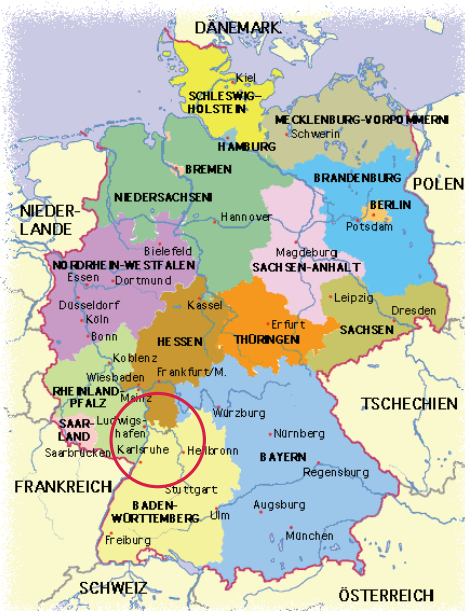 DÄNEMARK
Kiel
SCHLESWIG-
HOLSTEIN
MECKLENBURG-VORPOMMERN
Schwerin
HAMBURG
BREMEN
BRANDENBURG
POLEN
NIEDERSACHSEN
BERLIN
NIEDER-
LANDE
Hannover
Potsdam
Bielefeld
Magdeburg
NORDRHEIN-WESTFALEN
SACHSEN-ANHALT
Essen
Dortmund
Düsseldorf
Kassel
Leipzig
Dresden
Köln
Erfurt
SACHSEN
HESSEN
THÜRINGEN
Bonn
Koblenz
Wiesbaden
Frankfurt/M.
RHEINLAND-
PFALZ
Mainz
TSCHECHIEN
Würzburg
SAAR-
LAND
Ludwigs-
hafen
Nürnberg
Saarbrücken
Karlsruhe
Heilbronn
BAYERN
Regensburg
FRANKREICH
Stuttgart
BADEN-
WÜRTTEMBERG
Ulm
Augsburg
Freiburg
München
SCHWEIZ
ÖSTERREICH